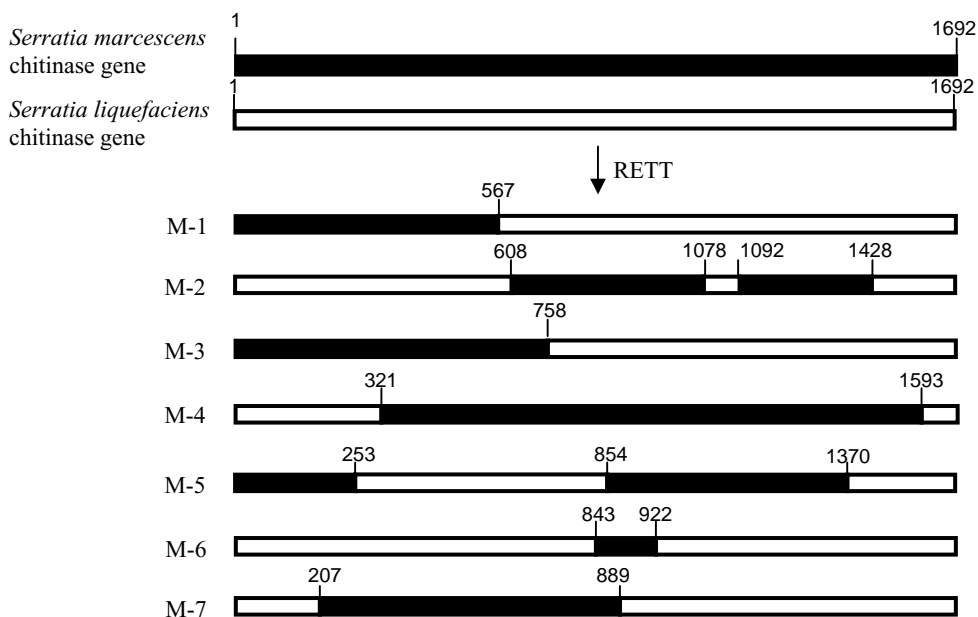 1
1692
Serratia marcescens
chitinase gene
1
1692
Serratia liquefaciens
chitinase gene
RETT
567
M-1
608 1078 1092 1428
M-2
758
M-3
321 1593
M-4
253 854 1370
M-5
843 922
M-6
207 889
M-7